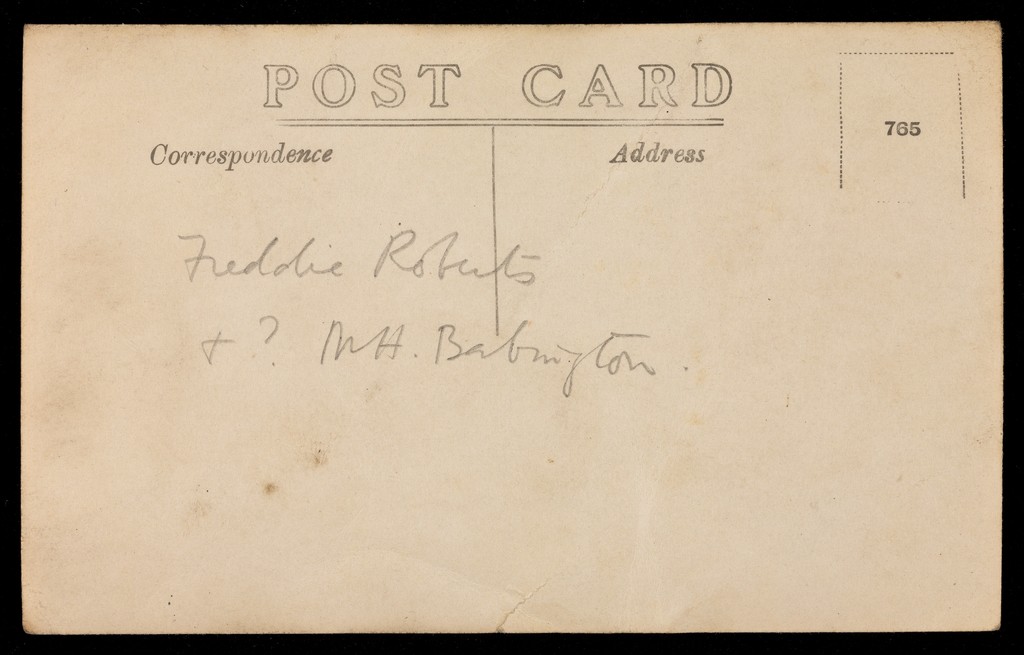 POST CARD
Correspondence
Address
765
Freddie Roberts
+ ? M H. Babington.